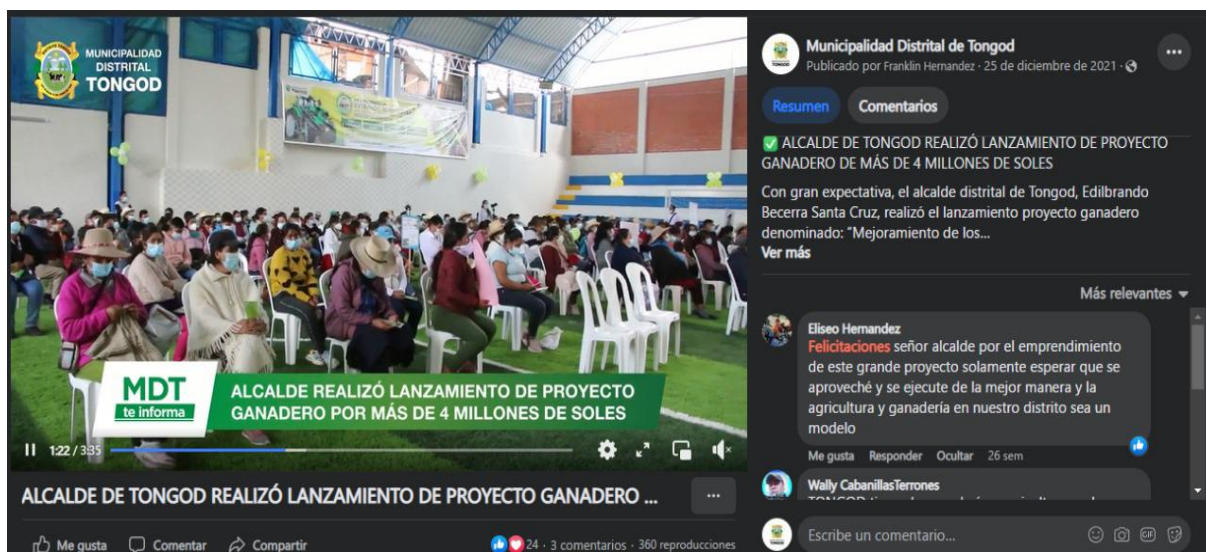 MUNICIPALIDAD
DISTRITAL
TONGOD
MDT
te informa
ALCALDE REALIZÓ LANZAMIENTO DE PROYECTO
GANADERO POR MÁS DE 4 MILLONES DE SOLES
1:22 / 3:35
ALCALDE DE TONGOD REALIZÓ LANZAMIENTO DE PROYECTO GANADERO ...
Me gusta Comentar Compartir
24 · 3 comentarios · 360 reproducciones
Municipalidad Distrital de Tongod
Publicado por Franklin Hernandez · 25 de diciembre de 2021 ·
Resumen Comentarios
ALCALDE DE TONGOD REALIZÓ LANZAMIENTO DE PROYECTO
GANADERO DE MÁS DE 4 MILLONES DE SOLES
Con gran expectativa, el alcalde distrital de Tongod, Edilbrando
Becerra Santa Cruz, realizó el lanzamiento proyecto ganadero
denominado: "Mejoramiento de los...
Ver más
Más relevantes
Eliseo Hernandez
Felicitaciones señor alcalde por el emprendimiento
de este grande proyecto solamente esperar que se
aproveché y se ejecute de la mejor manera y la
agricultura y ganadería en nuestro distrito sea un
modelo
Me gusta Responder Ocultar 26 sem
Wally CabanillasTerrones
Escribe un comentario...
GIF